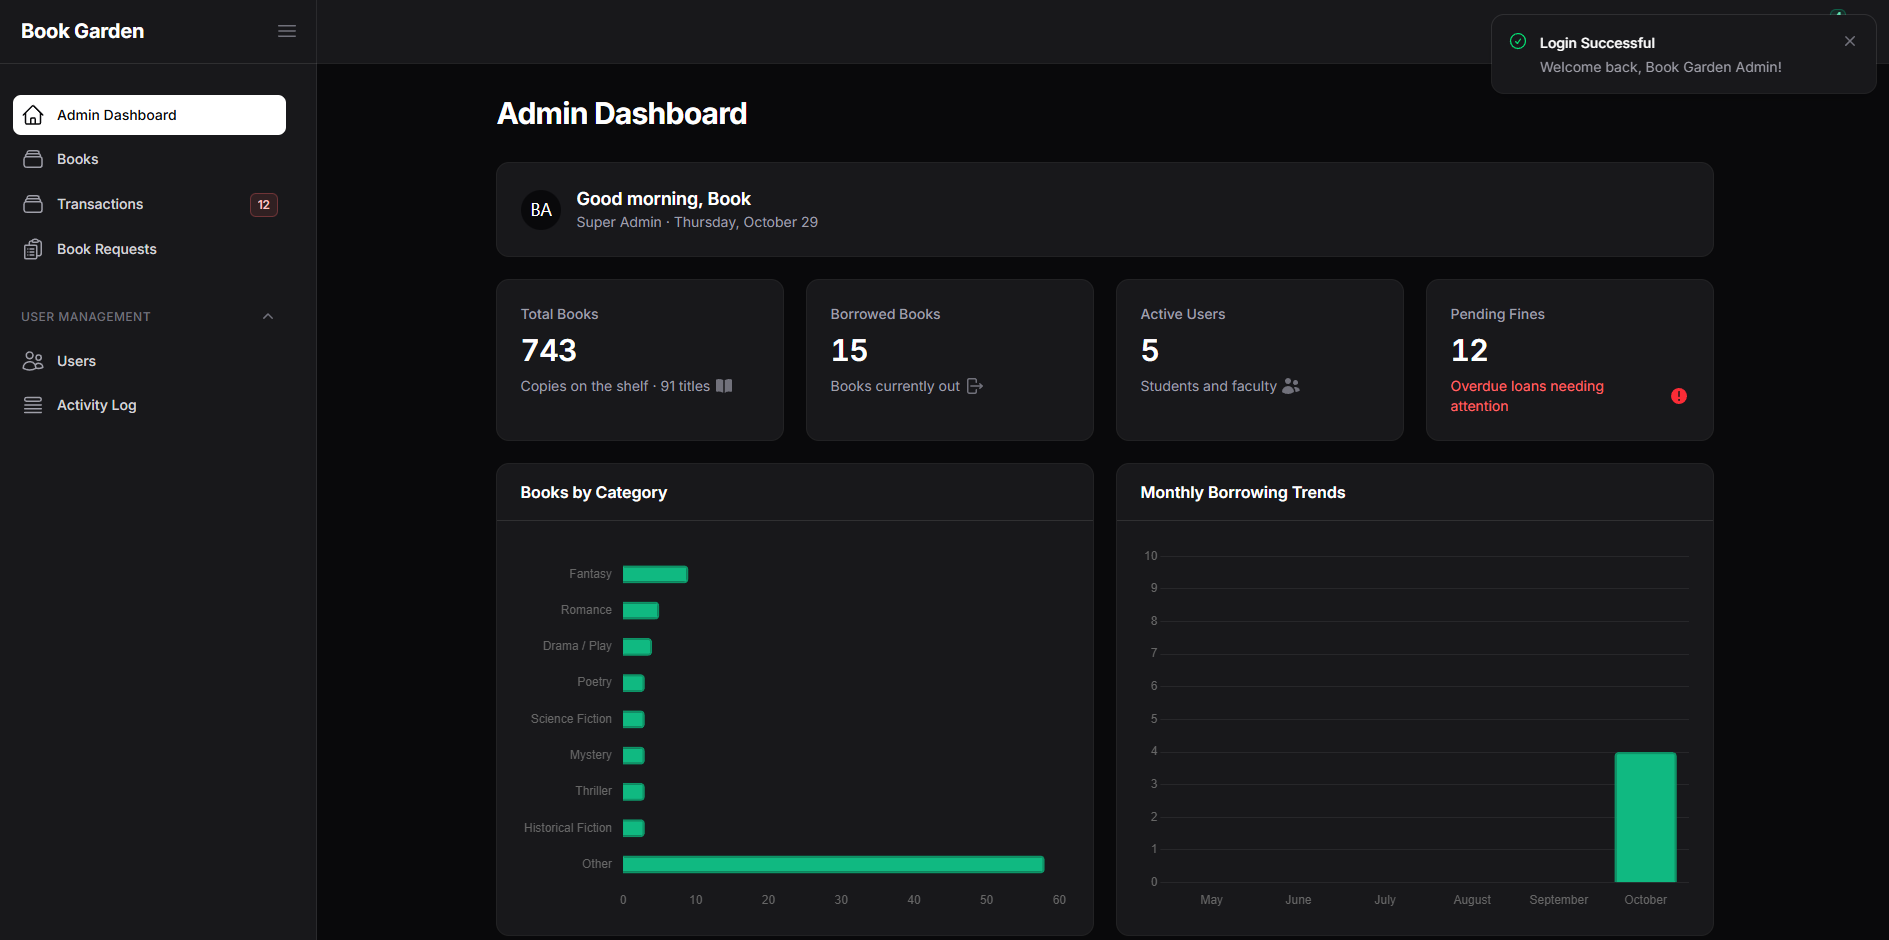 Book Garden
Login Successful
Welcome back, Book Garden Admin!
Admin Dashboard
Books
Transactions
12
Book Requests
USER MANAGEMENT
Users
Activity Log
Admin Dashboard
BA
Good morning, Book
Super Admin · Thursday, October 29
Total Books
743
Copies on the shelf · 91 titles
Borrowed Books
15
Books currently out
Active Users
5
Students and faculty
Pending Fines
12
Overdue loans needing
attention
Books by Category
Fantasy
Romance
Drama / Play
Poetry
Science Fiction
Mystery
Thriller
Historical Fiction
Other
0 10 20 30 40 50 60
Monthly Borrowing Trends
10
9
8
7
6
5
4
3
2
1
0
May June July August September October